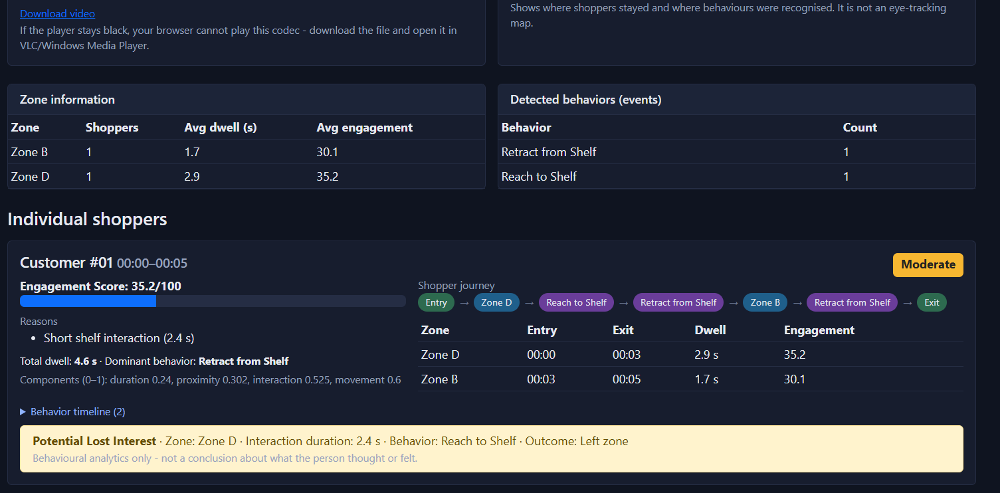 Download video
If the player stays black, your browser cannot play this codec - download the file and open it in
VLC/Windows Media Player.
Shows where shoppers stayed and where behaviours were recognised. It is not an eye-tracking
map.
Zone information
Zone Shoppers Avg dwell (s) Avg engagement
Zone B 1 1.7 30.1
Zone D 1 2.9 35.2
Detected behaviors (events)
Behavior Count
Retract from Shelf 1
Reach to Shelf 1
Individual shoppers
Customer #01 00:00–00:05
Moderate
Engagement Score: 35.2/100
Reasons
• Short shelf interaction (2.4 s)
Total dwell: 4.6 s · Dominant behavior: Retract from Shelf
Components (0–1): duration 0.24, proximity 0.302, interaction 0.525, movement 0.6
Shopper journey
Entry → Zone D → Reach to Shelf → Retract from Shelf → Zone B → Retract from Shelf → Exit
Zone Entry Exit Dwell Engagement
Zone D 00:00 00:03 2.9 s 35.2
Zone B 00:03 00:05 1.7 s 30.1
▶ Behavior timeline (2)
Potential Lost Interest · Zone: Zone D · Interaction duration: 2.4 s · Behavior: Reach to Shelf · Outcome: Left zone
Behavioural analytics only - not a conclusion about what the person thought or felt.